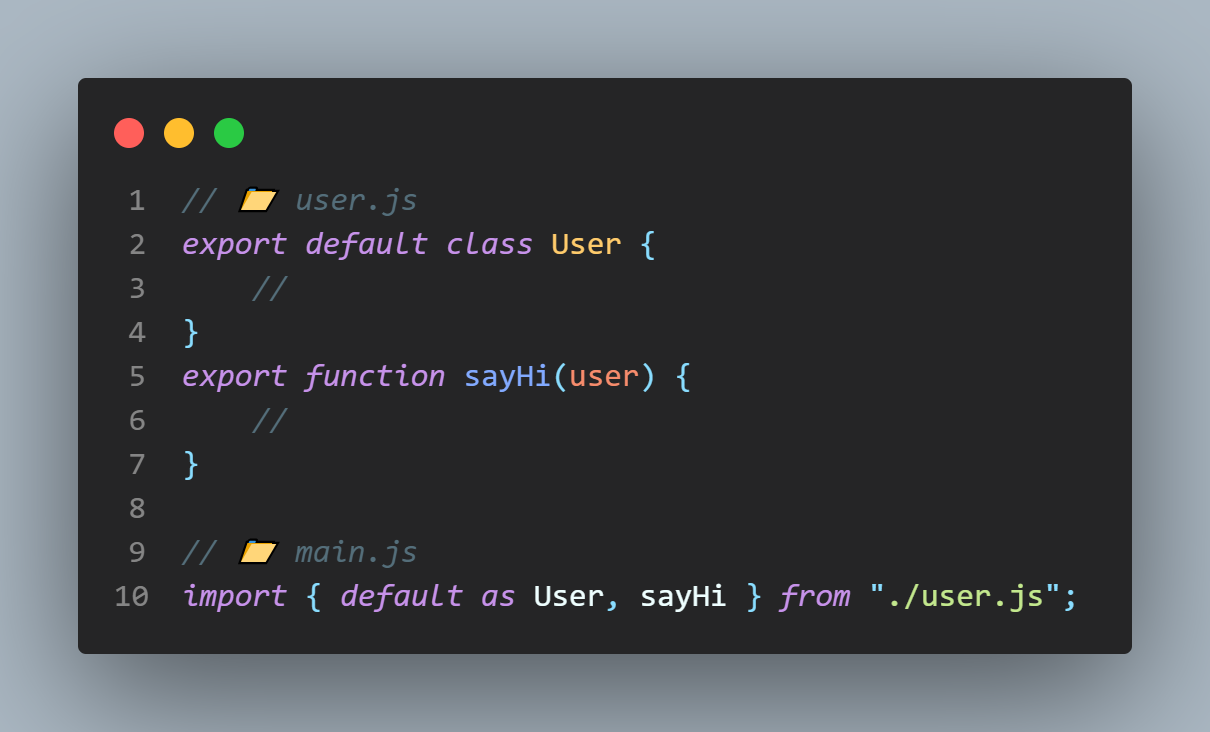 1 // 📂 user.js
2 export default class User {
3     //
4 }
5 export function sayHi(user) {
6     //
7 }
8
9 // 📂 main.js
10 import { default as User, sayHi } from "./user.js";